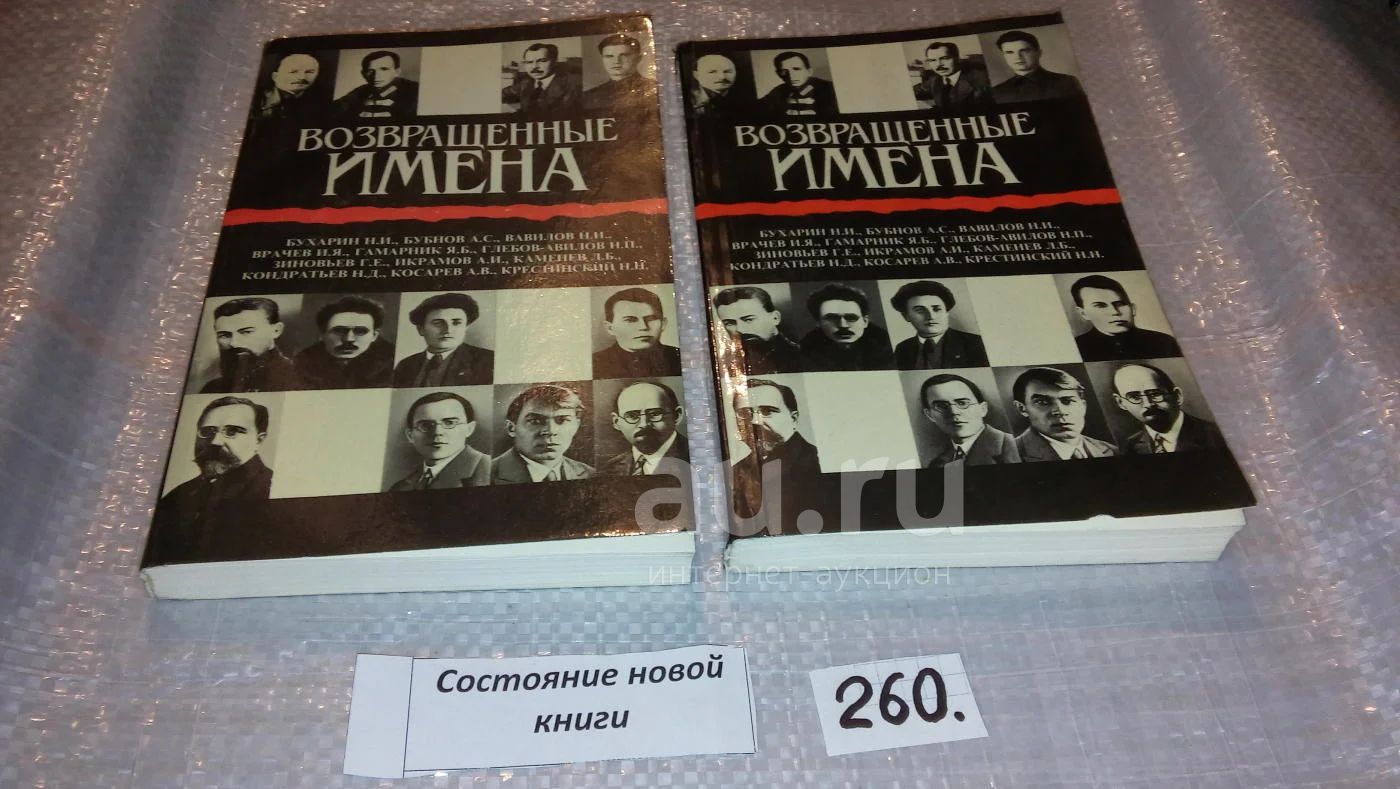 ВОЗВРАЩЕННЫЕ
ИМЕНА
БУХАРИН Н.И., БУБНОВ А.С., ВАВИЛОВ Н.И.,
ВРАЧЕВ И.Я., ГАМАРНИК Я.Б., ГЛЕБОВ-АВИЛОВ Н.П.,
ЗИНОВЬЕВ Г.Е., ИКРАМОВ А.И., КАМЕНЕВ Л.Б.,
КОНДРАТЬЕВ Н.Д., КОСАРЕВ А.В., КРЕСТИНСКИЙ Н.Н.
ВОЗВРАЩЕННЫЕ
ИМЕНА
БУХАРИН Н.И., БУБНОВ А.С., ВАВИЛОВ Н.И.,
ВРАЧЕВ И.Я., ГАМАРНИК Я.Б., ГЛЕБОВ-АВИЛОВ Н.П.,
ЗИНОВЬЕВ Г.Е., ИКРАМОВ А.И., КАМЕНЕВ Л.Б.,
КОНДРАТЬЕВ Н.Д., КОСАРЕВ А.В., КРЕСТИНСКИЙ Н.Н.
au.ru
интернет-аукцион
Состояние новой
книги
260.